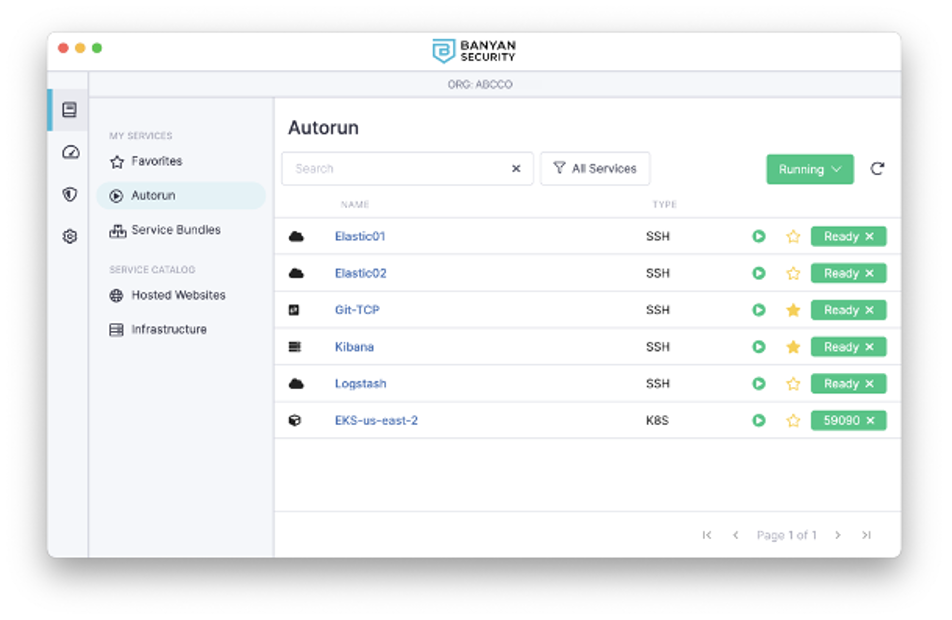 BANYAN
SECURITY
ORG: ABCCO
MY SERVICES
Favorites
Autorun
Service Bundles
SERVICE CATALOG
Hosted Websites
Infrastructure
Autorun
Search
All Services
Running
NAME TYPE
Elastic01 SSH Ready
Elastic02 SSH Ready
Git-TCP SSH Ready
Kibana SSH Ready
Logstash SSH Ready
EKS-us-east-2 K8S 59090
Page 1 of 1